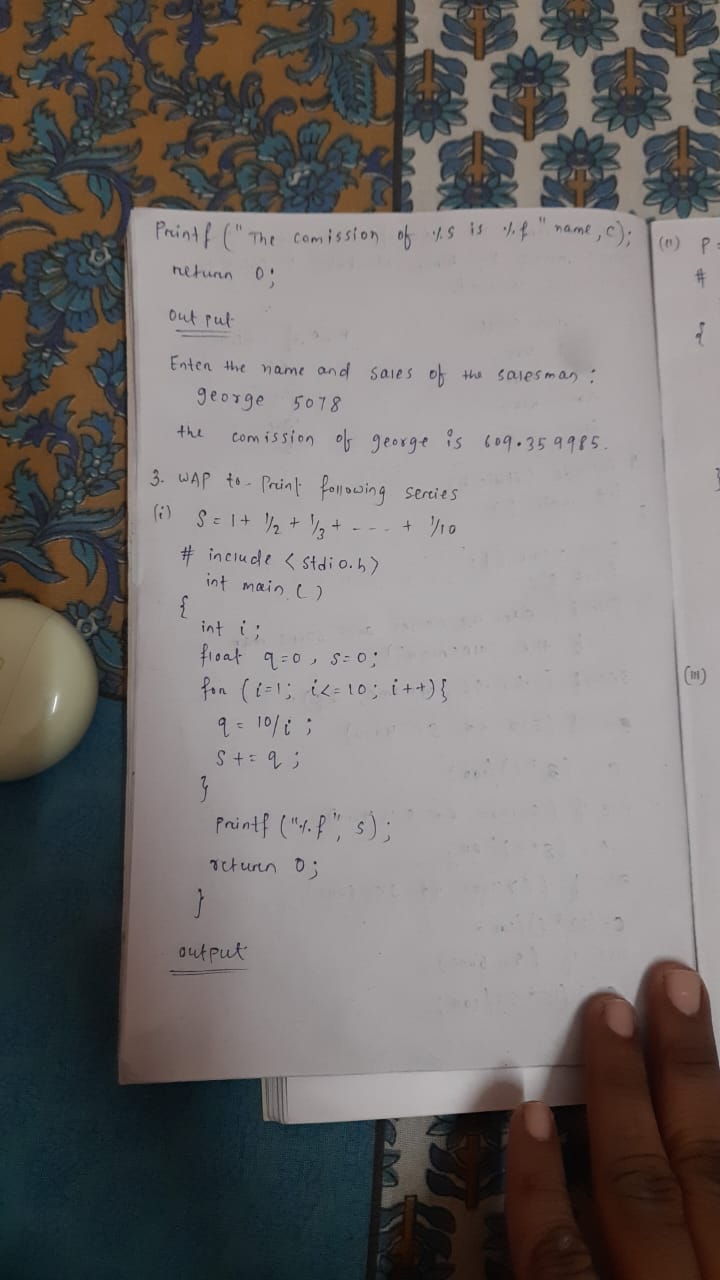 Printf ("The comission of %s is %f" name, c);
return 0;
out put
Enter the name and sales of the salesman :
george 5078
the comission of george is 609.359985.
3. WAP to Print following series
(i) S = 1 + 1/2 + 1/3 + - - - + 1/10
# include <stdio.h>
int main ( )
{
int i;
float q=0, s=0;
for (i=1; i<=10; i++){
q = 10/i ;
s += q ;
}
printf ("%f", s);
return 0;
}
output
(ii) P =
#
{
}
(iii)